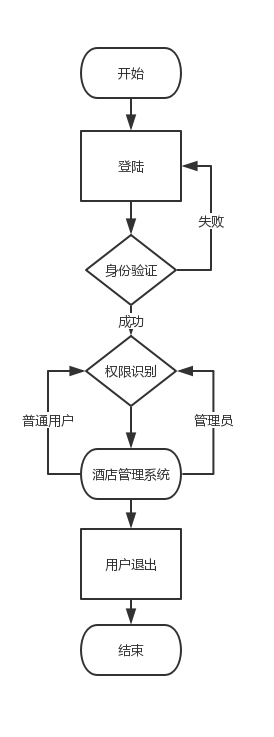 开始
登陆
失败
身份验证
成功
权限识别
普通用户
管理员
酒店管理系统
用户退出
结束